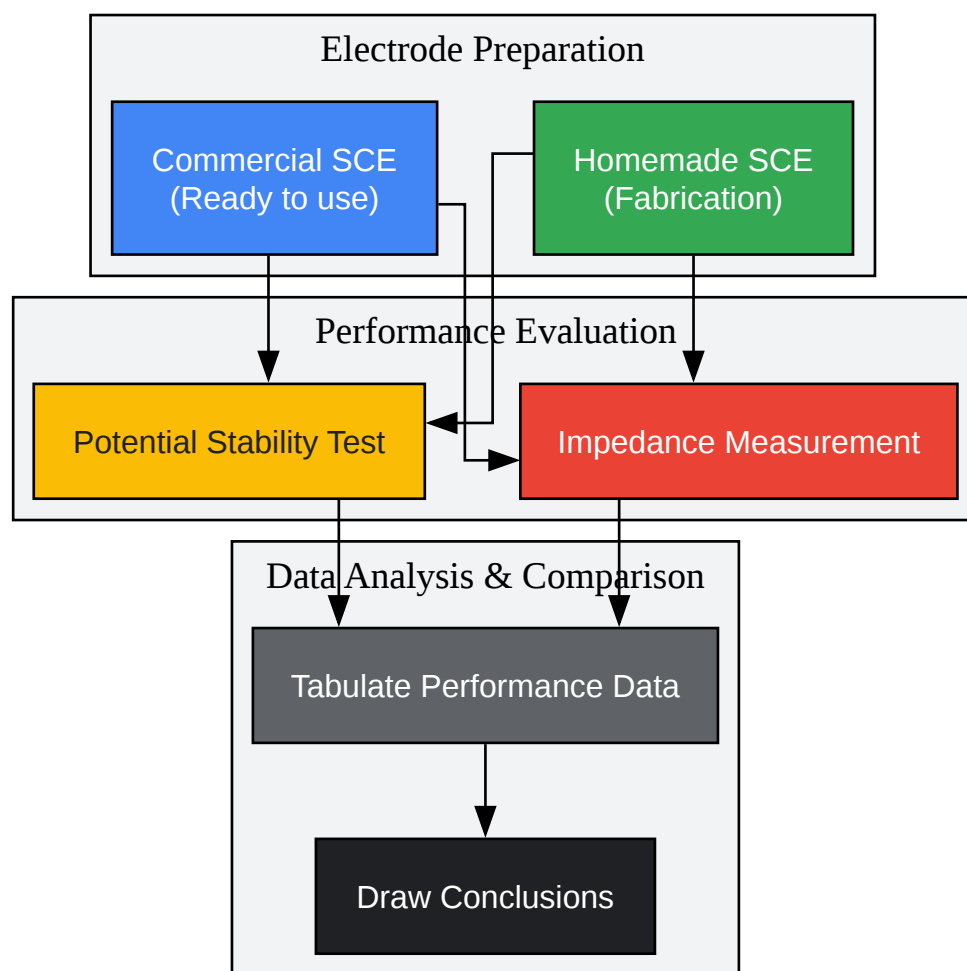 Electrode Preparation
Commercial SCE
(Ready to use)
Homemade SCE
(Fabrication)
Performance Evaluation
Potential Stability Test
Impedance Measurement
Data Analysis & Comparison
Tabulate Performance Data
Draw Conclusions